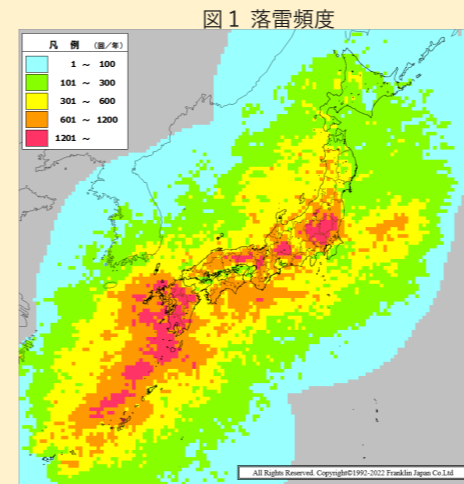 図1 落雷頻度
凡 例 (回/年)
1 ~ 100
101 ~ 300
301 ~ 600
601 ~ 1200
1201 ~
All Rights Reserved. Copyright©1992-2022 Franklin Japan Co.Ltd